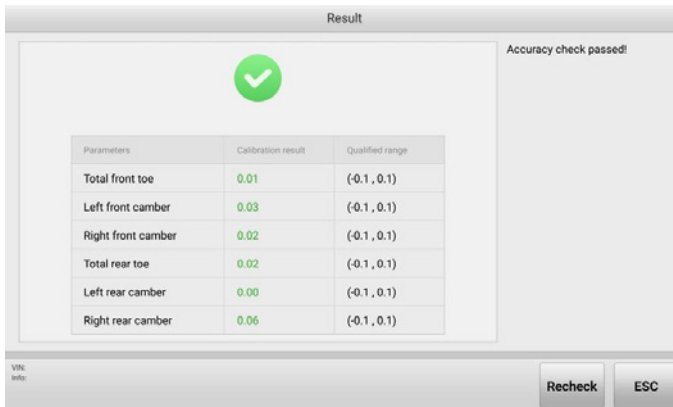 Result
Accuracy check passed!
Parameters Calibration result Qualified range
Total front toe 0.01 (-0.1 , 0.1)
Left front camber 0.03 (-0.1 , 0.1)
Right front camber 0.02 (-0.1 , 0.1)
Total rear toe 0.02 (-0.1 , 0.1)
Left rear camber 0.00 (-0.1 , 0.1)
Right rear camber 0.06 (-0.1 , 0.1)
VIN:
Info:
Recheck ESC